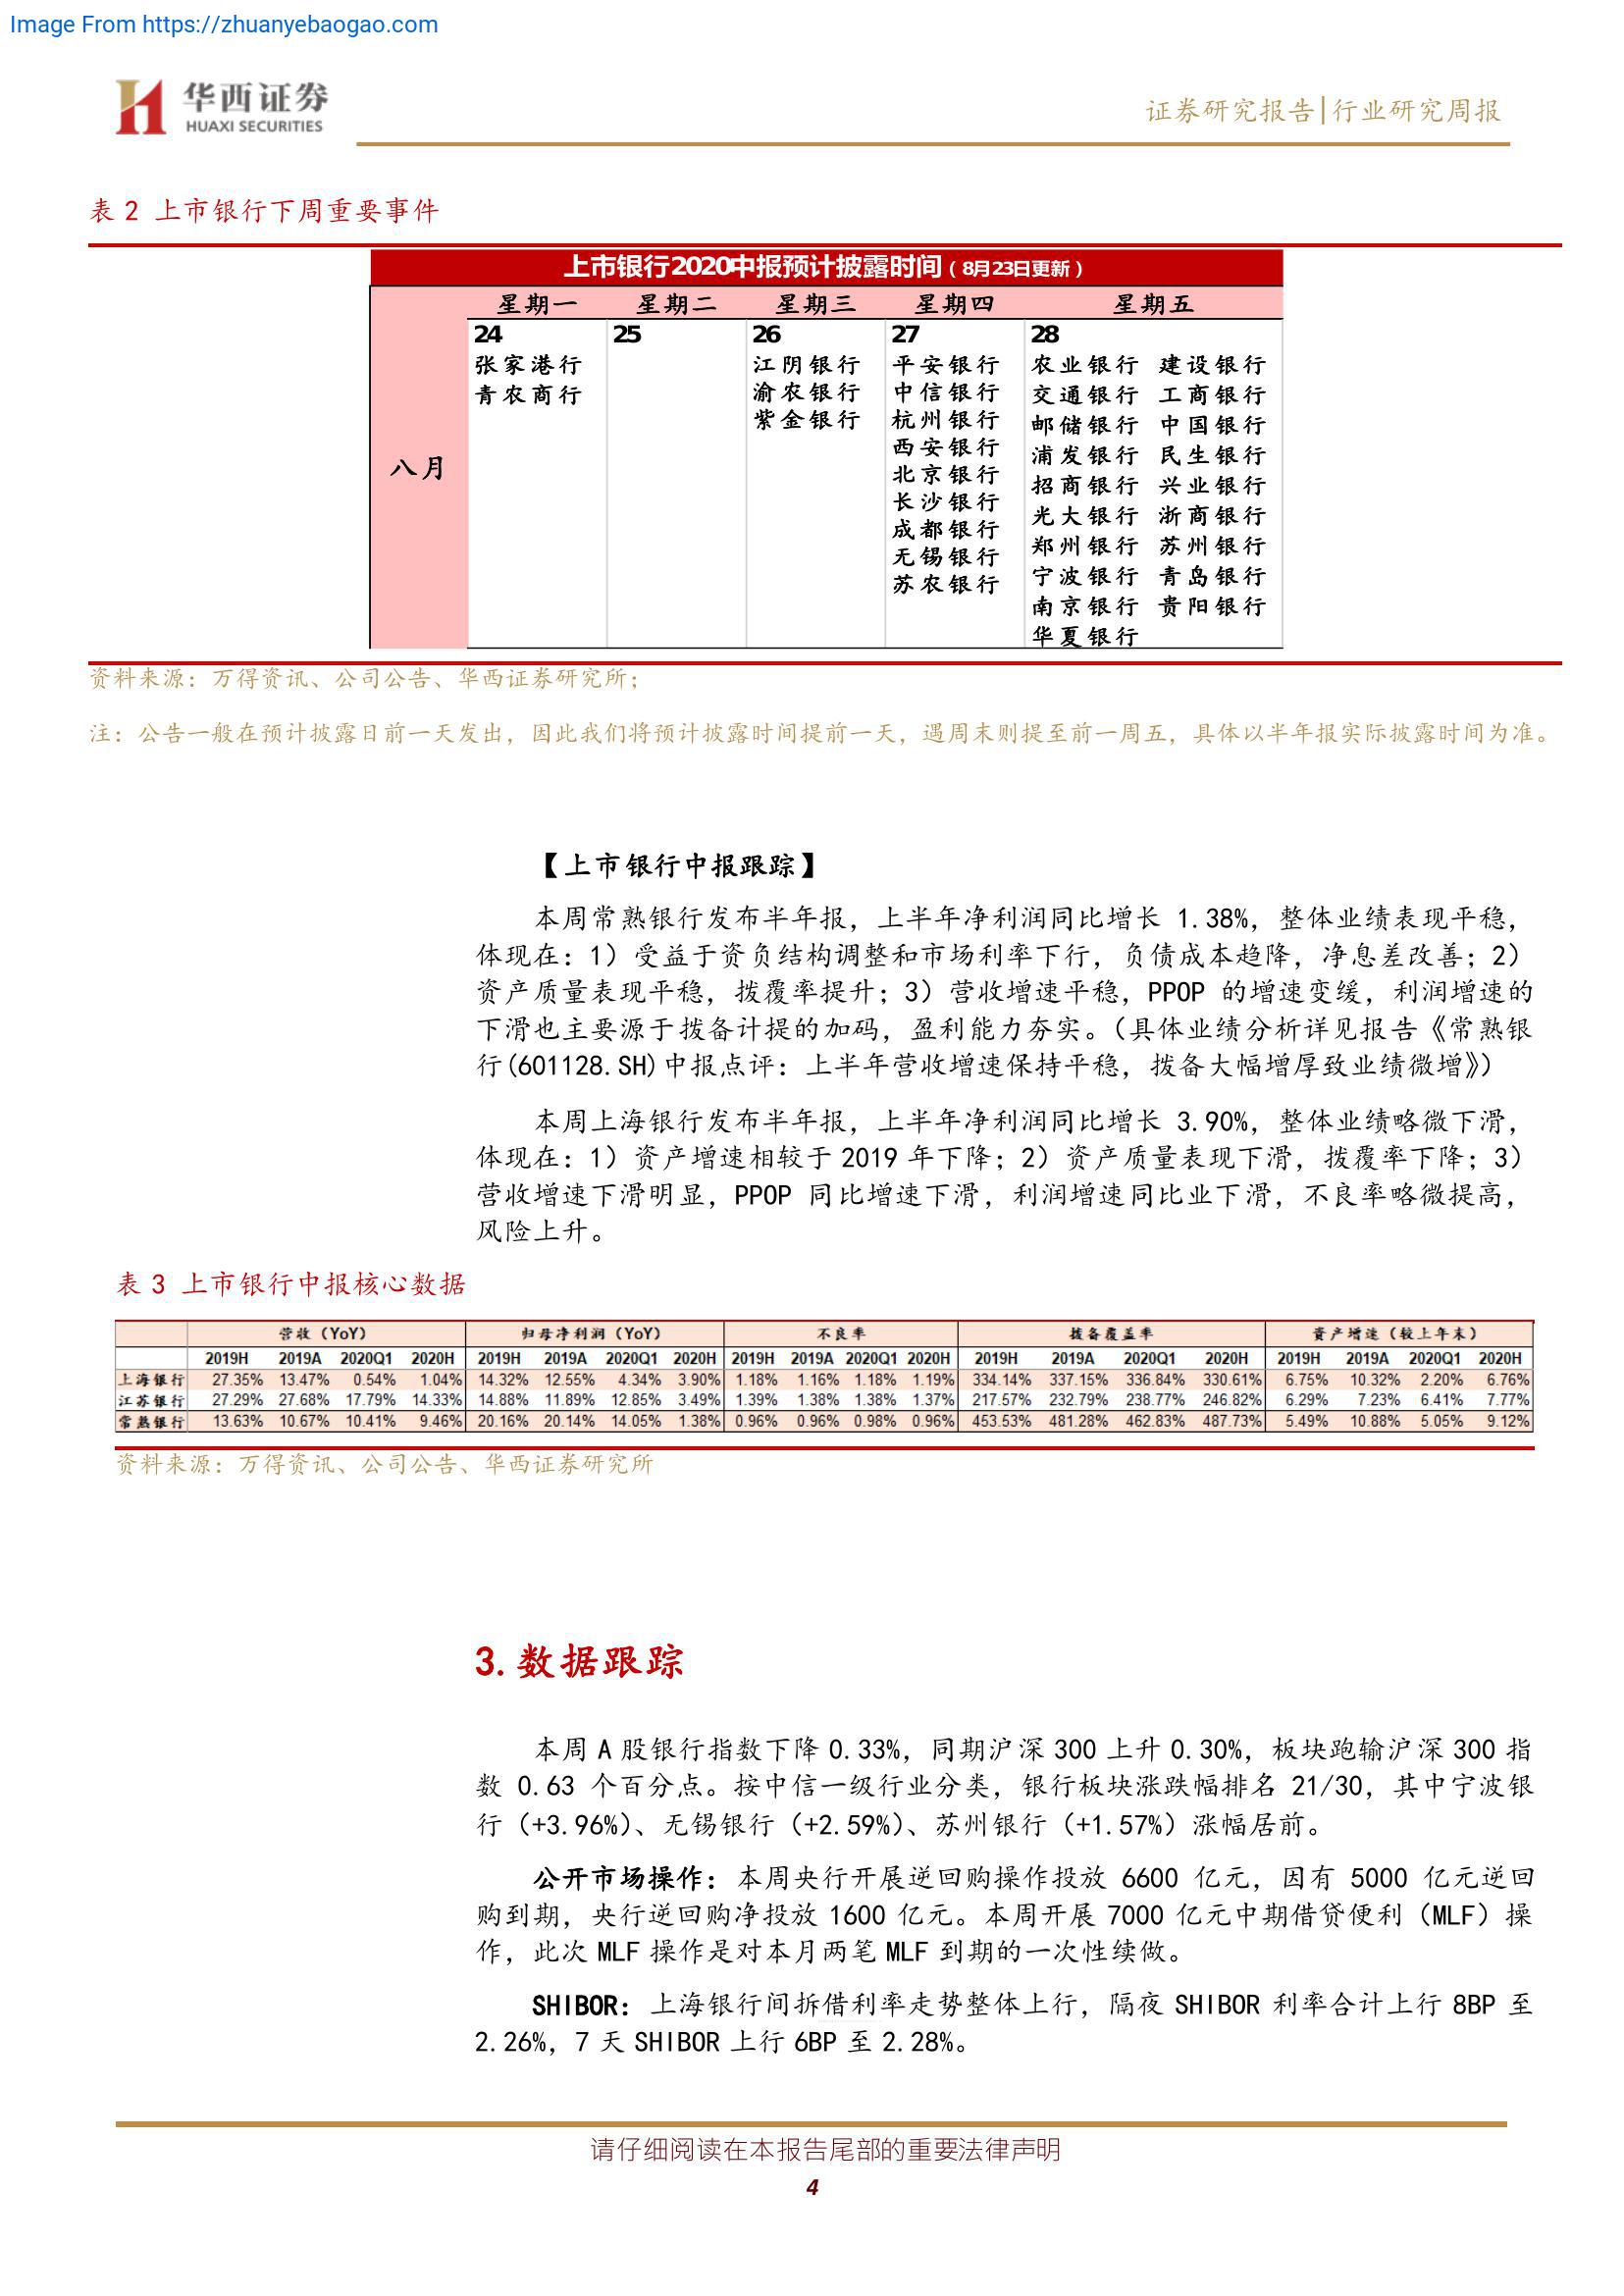 Image From https://zhuanyebaogao.com
华西证券
HUAXI SECURITIES
证券研究报告|行业研究周报
表 2 上市银行下周重要事件
上市银行2020中报预计披露时间（8月23日更新）
星期一 星期二 星期三 星期四 星期五
八月
24
张家港行
青农商行
25
26
江阴银行
渝农银行
紫金银行
27
平安银行
中信银行
杭州银行
西安银行
北京银行
长沙银行
成都银行
无锡银行
苏农银行
28
农业银行 建设银行
交通银行 工商银行
邮储银行 中国银行
浦发银行 民生银行
招商银行 兴业银行
光大银行 浙商银行
郑州银行 苏州银行
宁波银行 青岛银行
南京银行 贵阳银行
华夏银行
资料来源：万得资讯、公司公告、华西证券研究所；
注：公告一般在预计披露日前一天发出，因此我们将预计披露时间提前一天，遇周末则提至前一周五，具体以半年报实际披露时间为准。
【上市银行中报跟踪】
本周常熟银行发布半年报，上半年净利润同比增长 1.38%，整体业绩表现平稳，
体现在：1）受益于资负结构调整和市场利率下行，负债成本趋降，净息差改善；2）
资产质量表现平稳，拨覆率提升；3）营收增速平稳，PPOP 的增速变缓，利润增速的
下滑也主要源于拨备计提的加码，盈利能力夯实。（具体业绩分析详见报告《常熟银
行(601128.SH)中报点评：上半年营收增速保持平稳，拨备大幅增厚致业绩微增》）
本周上海银行发布半年报，上半年净利润同比增长 3.90%，整体业绩略微下滑，
体现在：1）资产增速相较于 2019 年下降；2）资产质量表现下滑，拨覆率下降；3）
营收增速下滑明显，PPOP 同比增速下滑，利润增速同比业下滑，不良率略微提高，
风险上升。
表 3 上市银行中报核心数据
营收（YoY） 归母净利润（YoY） 不良率 拨备覆盖率 资产增速（较上年末）
2019H 2019A 2020Q1 2020H 2019H 2019A 2020Q1 2020H 2019H 2019A 2020Q1 2020H 2019H 2019A 2020Q1 2020H 2019H 2019A 2020Q1 2020H
上海银行 27.35% 13.47% 0.54% 1.04% 14.32% 12.55% 4.34% 3.90% 1.18% 1.16% 1.18% 1.19% 334.14% 337.15% 336.84% 330.61% 6.75% 10.32% 2.20% 6.76%
江苏银行 27.29% 27.68% 17.79% 14.33% 14.88% 11.89% 12.85% 3.49% 1.39% 1.38% 1.38% 1.37% 217.57% 232.79% 238.77% 246.82% 6.29% 7.23% 6.41% 7.77%
常熟银行 13.63% 10.67% 10.41% 9.46% 20.16% 20.14% 14.05% 1.38% 0.96% 0.96% 0.98% 0.96% 453.53% 481.28% 462.83% 487.73% 5.49% 10.88% 5.05% 9.12%
资料来源：万得资讯、公司公告、华西证券研究所
3.数据跟踪
本周 A 股银行指数下降 0.33%，同期沪深 300 上升 0.30%，板块跑输沪深 300 指
数 0.63 个百分点。按中信一级行业分类，银行板块涨跌幅排名 21/30，其中宁波银
行（+3.96%）、无锡银行（+2.59%）、苏州银行（+1.57%）涨幅居前。
公开市场操作：本周央行开展逆回购操作投放 6600 亿元，因有 5000 亿元逆回
购到期，央行逆回购净投放 1600 亿元。本周开展 7000 亿元中期借贷便利（MLF）操
作，此次 MLF 操作是对本月两笔 MLF 到期的一次性续做。
SHIBOR：上海银行间拆借利率走势整体上行，隔夜 SHIBOR 利率合计上行 8BP 至
2.26%，7 天 SHIBOR 上行 6BP 至 2.28%。
请仔细阅读在本报告尾部的重要法律声明
4